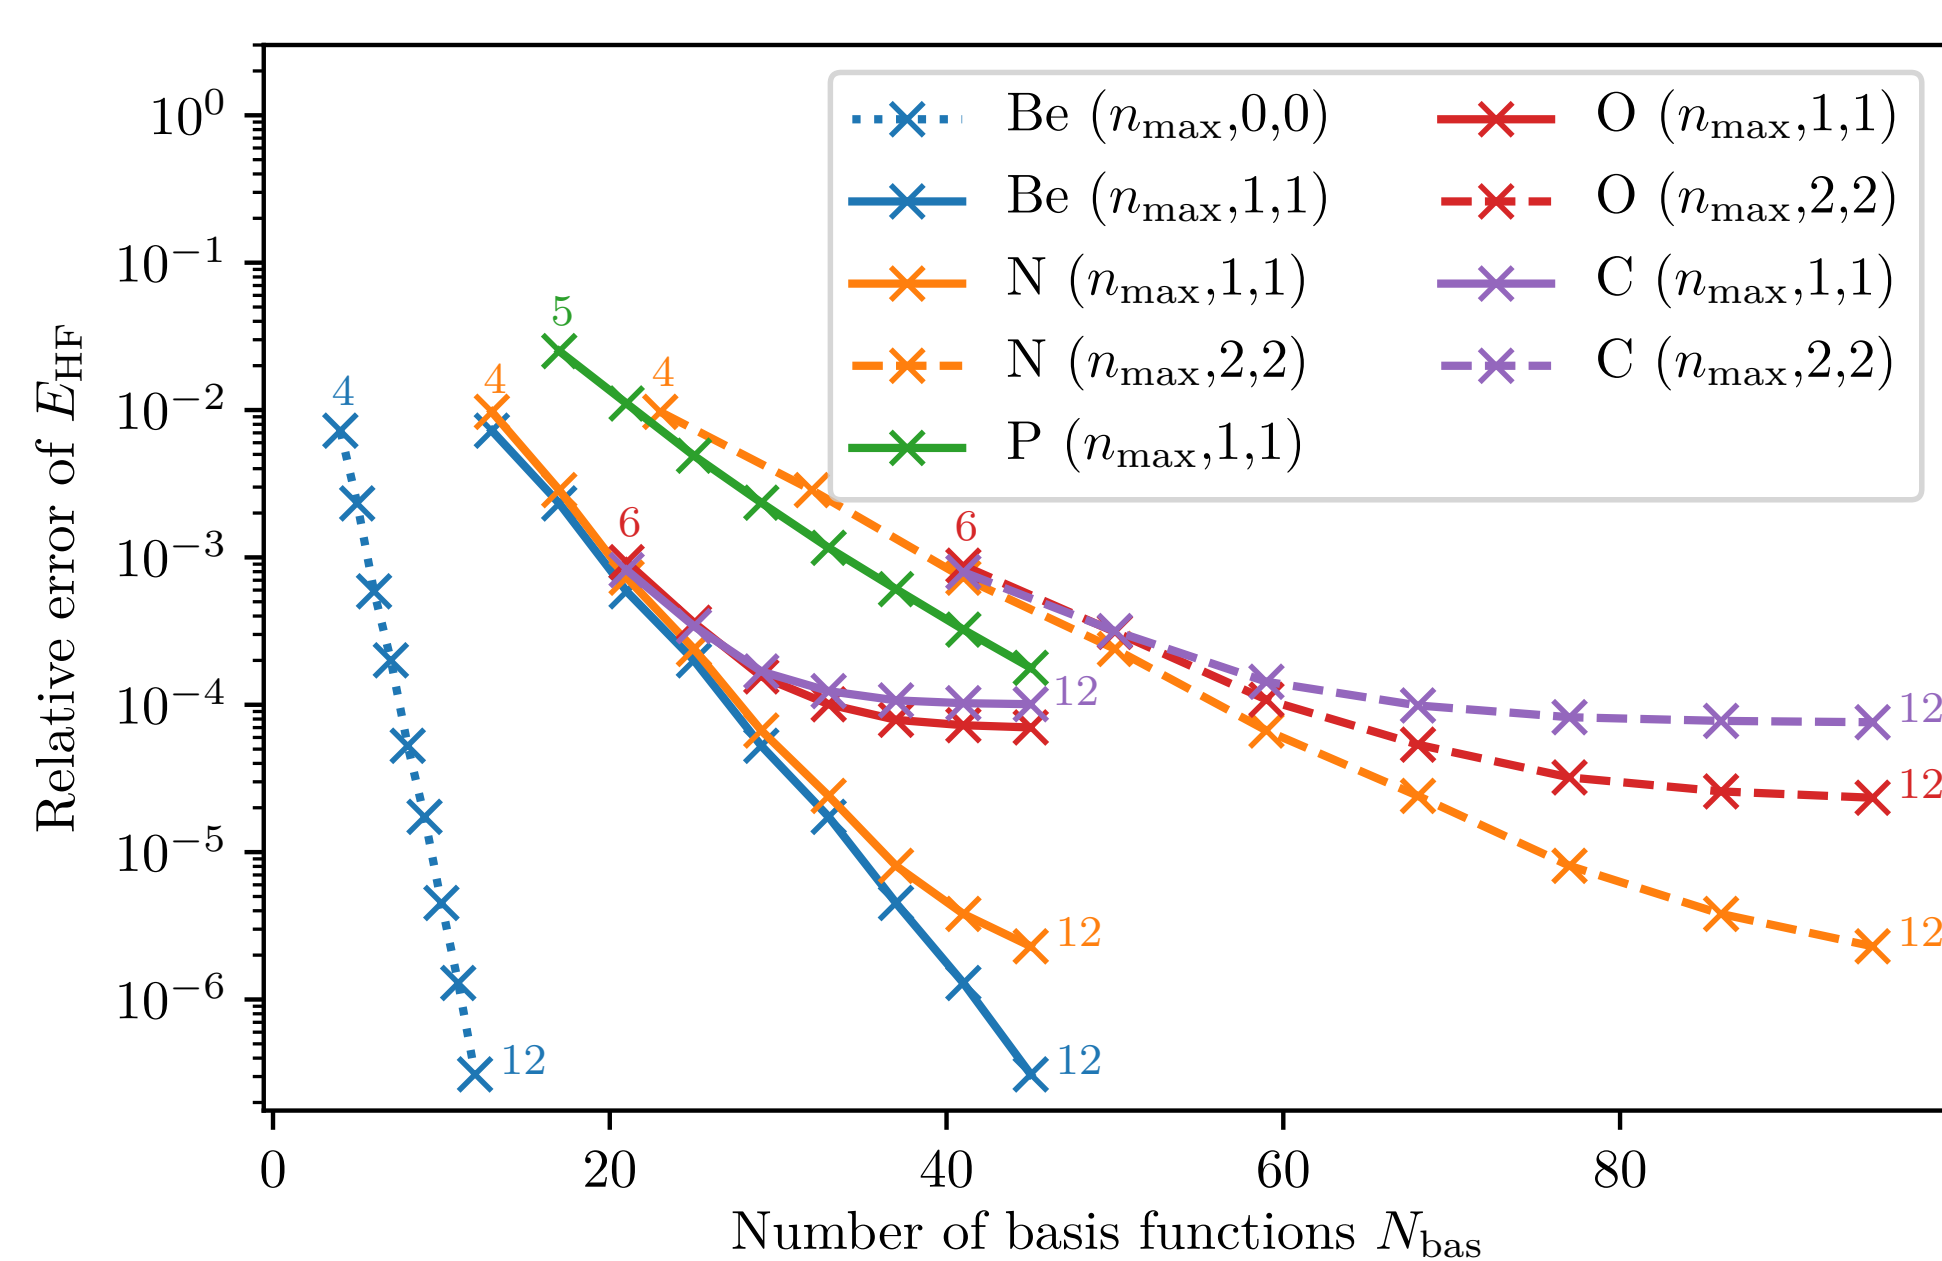 Relative error of E_HF
10^0
10^−1
10^−2
10^−3
10^−4
10^−5
10^−6
Be (n_max,0,0)
Be (n_max,1,1)
N (n_max,1,1)
N (n_max,2,2)
P (n_max,1,1)
O (n_max,1,1)
O (n_max,2,2)
C (n_max,1,1)
C (n_max,2,2)
5
4
4
4
6
6
12
12
12
12
12
12
12
0
20
40
60
80
Number of basis functions N_bas